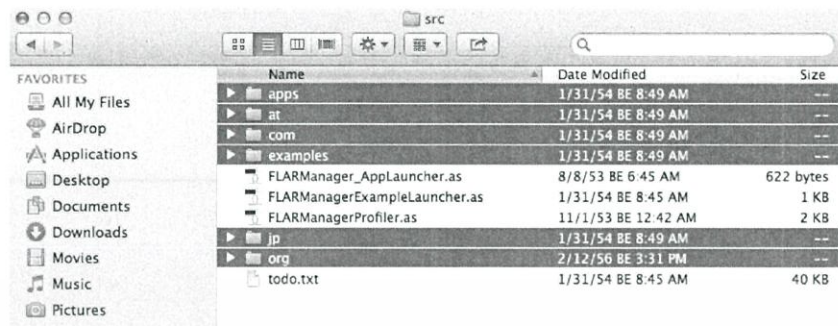 src
FAVORITES
All My Files
AirDrop
Applications
Desktop
Documents
Downloads
Movies
Music
Pictures
Name Date Modified Size
apps 1/31/54 BE 8:49 AM --
at 1/31/54 BE 8:49 AM --
com 1/31/54 BE 8:49 AM --
examples 1/31/54 BE 8:49 AM --
FLARManager_AppLauncher.as 8/8/53 BE 6:45 AM 622 bytes
FLARManagerExampleLauncher.as 1/31/54 BE 8:45 AM 1 KB
FLARManagerProfiler.as 11/1/53 BE 12:42 AM 2 KB
jp 1/31/54 BE 8:49 AM --
org 2/12/56 BE 3:31 PM --
todo.txt 1/31/54 BE 8:45 AM 40 KB